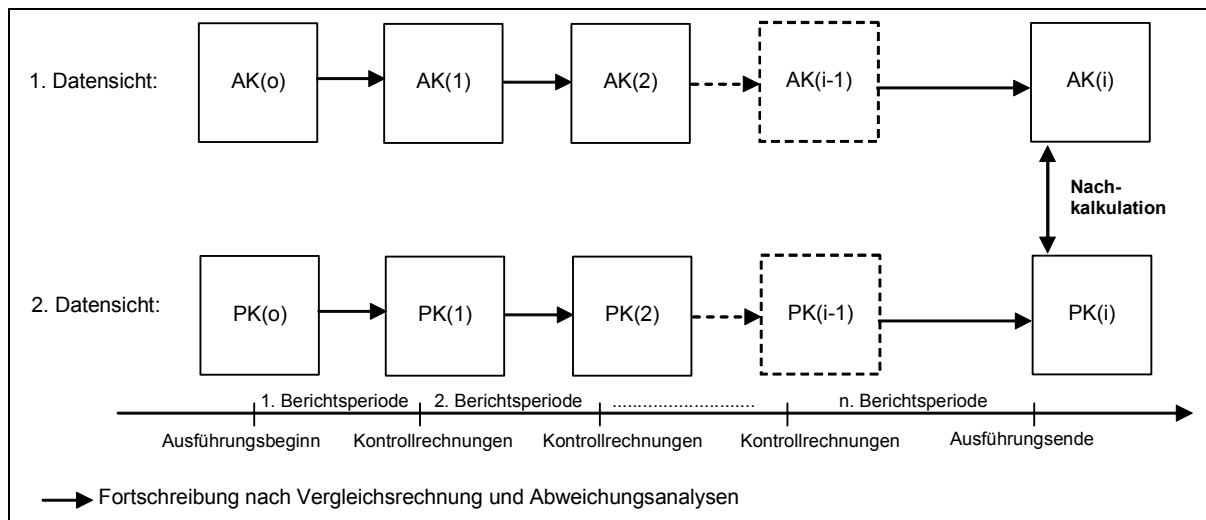 1. Datensicht:
AK(o)
AK(1)
AK(2)
AK(i-1)
AK(i)
Nach-
kalkulation
2. Datensicht:
PK(o)
PK(1)
PK(2)
PK(i-1)
PK(i)
1. Berichtsperiode
2. Berichtsperiode
............................
n. Berichtsperiode
Ausführungsbeginn
Kontrollrechnungen
Kontrollrechnungen
Kontrollrechnungen
Ausführungsende
Fortschreibung nach Vergleichsrechnung und Abweichungsanalysen